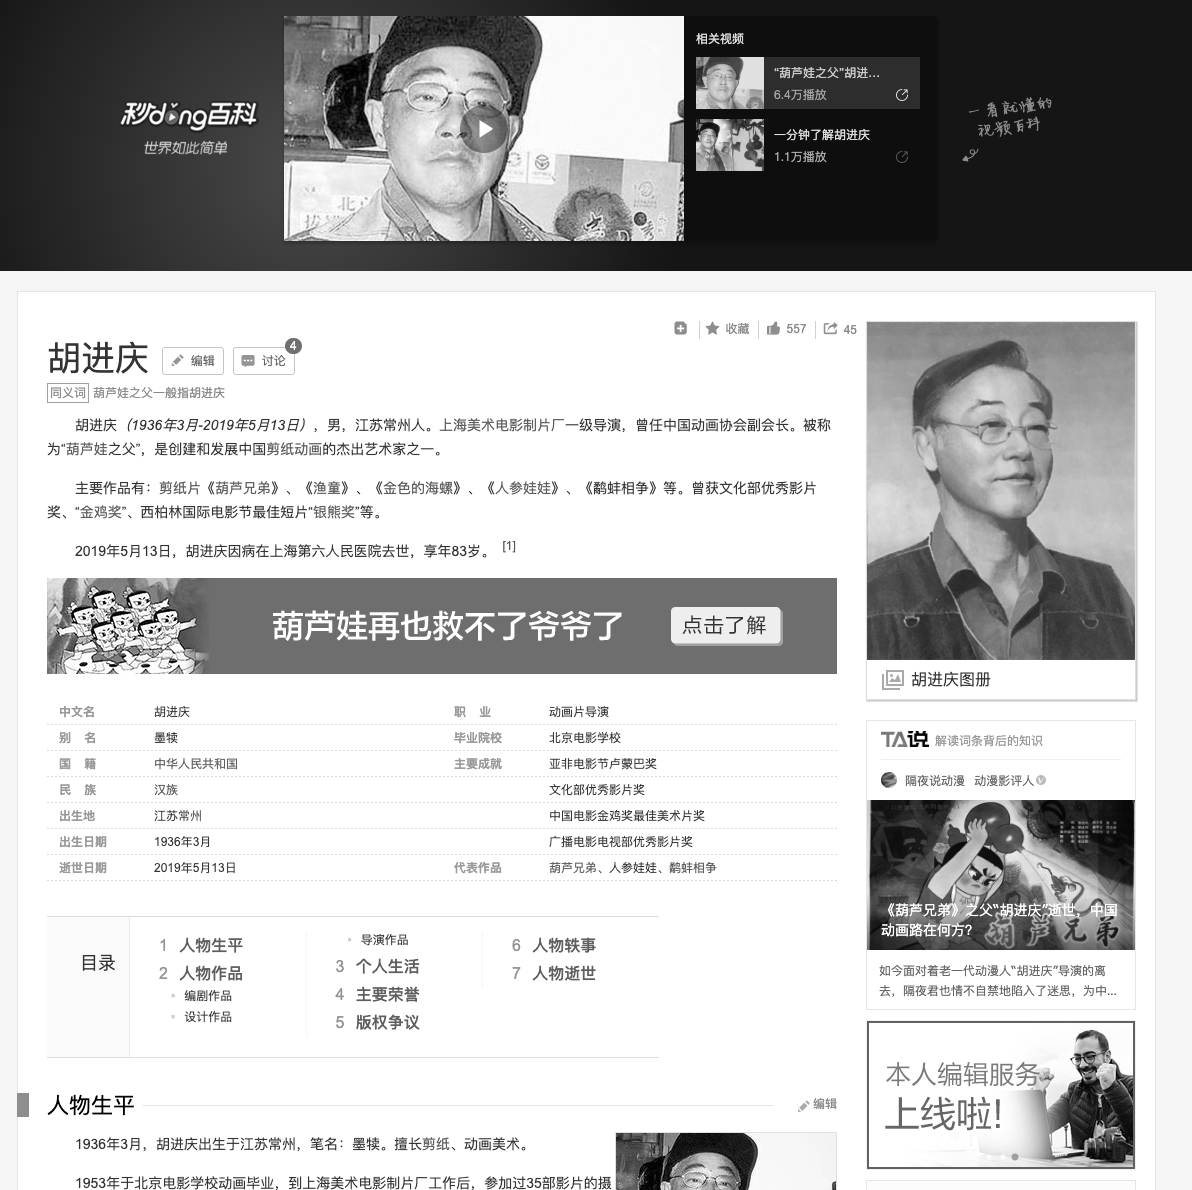 秒dǒng百科
世界如此简单
相关视频
“葫芦娃之父”胡进...
6.4万播放
一分钟了解胡进庆
1.1万播放
一看就懂的
视频百科
胡进庆
编辑
讨论
4
收藏
557
45
同义词 葫芦娃之父一般指胡进庆
胡进庆（1936年3月-2019年5月13日），男，江苏常州人。上海美术电影制片厂一级导演，曾任中国动画协会副会长。被称
为“葫芦娃之父”，是创建和发展中国剪纸动画的杰出艺术家之一。
主要作品有：剪纸片《葫芦兄弟》、《渔童》、《金色的海螺》、《人参娃娃》、《鹬蚌相争》等。曾获文化部优秀影片
奖、“金鸡奖”、西柏林国际电影节最佳短片“银熊奖”等。
2019年5月13日，胡进庆因病在上海第六人民医院去世，享年83岁。 [1]
葫芦娃再也救不了爷爷了
点击了解
中文名 胡进庆
别 名 墨犊
国 籍 中华人民共和国
民 族 汉族
出生地 江苏常州
出生日期 1936年3月
逝世日期 2019年5月13日
职 业 动画片导演
毕业院校 北京电影学校
主要成就 亚非电影节卢蒙巴奖
文化部优秀影片奖
中国电影金鸡奖最佳美术片奖
广播电影电视部优秀影片奖
代表作品 葫芦兄弟、人参娃娃、鹬蚌相争
目录
1 人物生平
2 人物作品
编剧作品
设计作品
导演作品
3 个人生活
4 主要荣誉
5 版权争议
6 人物轶事
7 人物逝世
人物生平
编辑
1936年3月，胡进庆出生于江苏常州，笔名：墨犊。擅长剪纸、动画美术。
1953年于北京电影学校动画毕业，到上海美术电影制片厂工作后，参加过35部影片的摄
胡进庆图册
TA说 解读词条背后的知识
隔夜说动漫 动漫影评人
《葫芦兄弟》之父“胡进庆”逝世，中国
动画路在何方？
葫芦兄弟
如今面对着老一代动漫人“胡进庆”导演的离
去，隔夜君也情不自禁地陷入了迷思，为中...
本人编辑服务
上线啦!